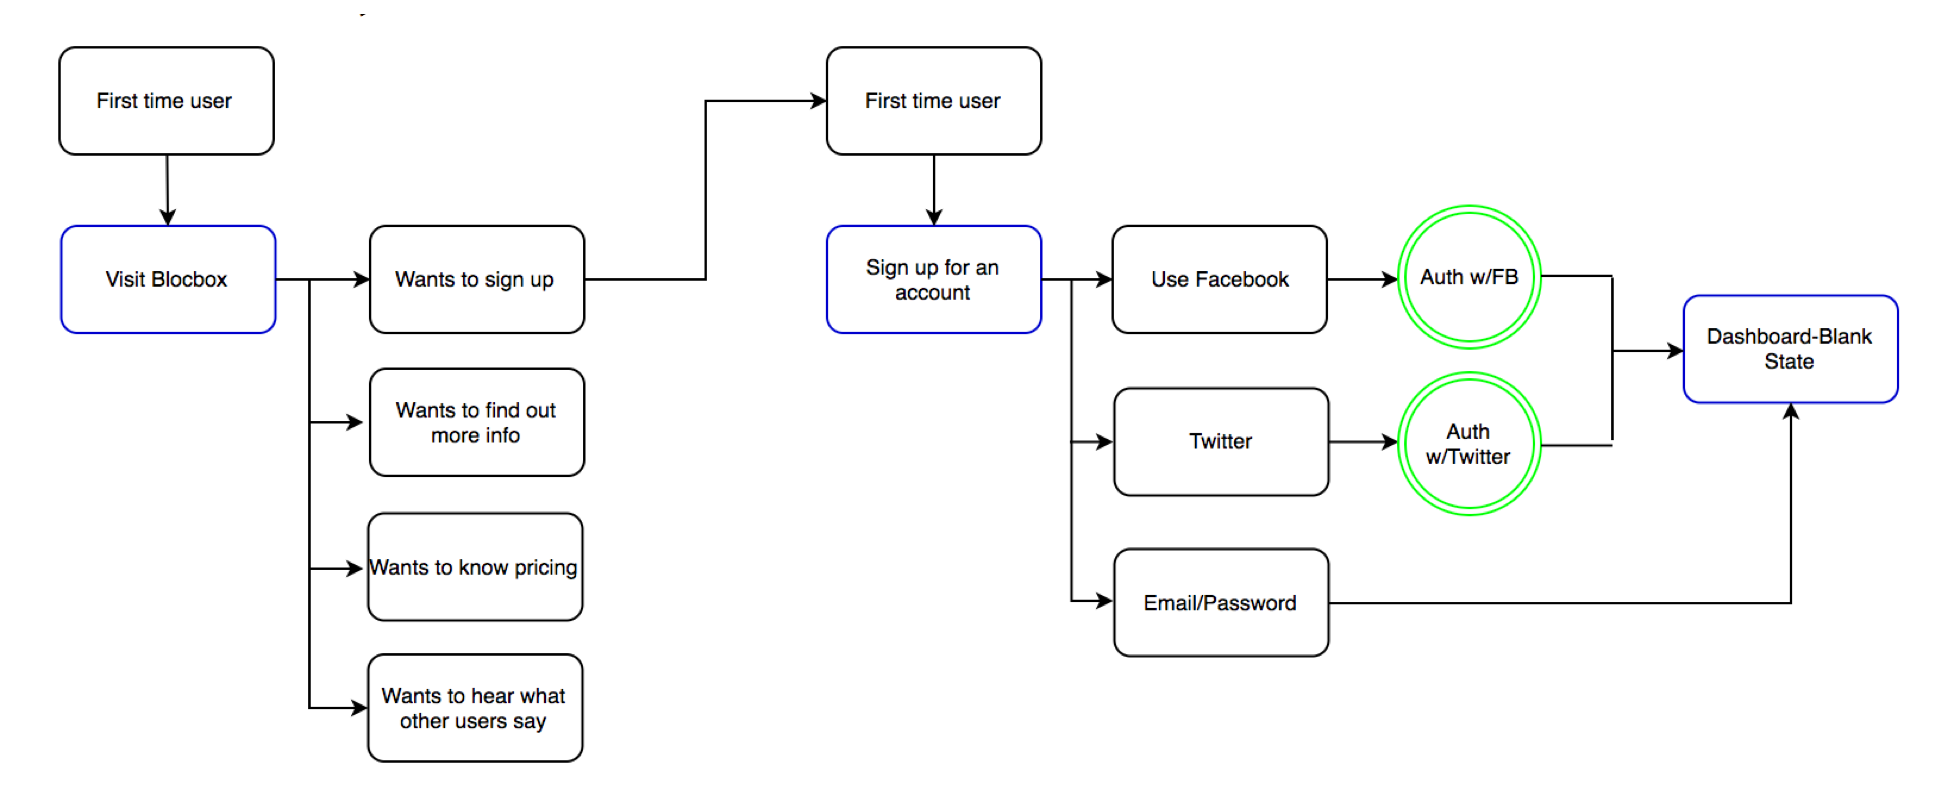 First time user
Visit Blocbox
Wants to sign up
Wants to find out
more info
Wants to know pricing
Wants to hear what
other users say
First time user
Sign up for an
account
Use Facebook
Auth w/FB
Twitter
Auth
w/Twitter
Email/Password
Dashboard-Blank
State